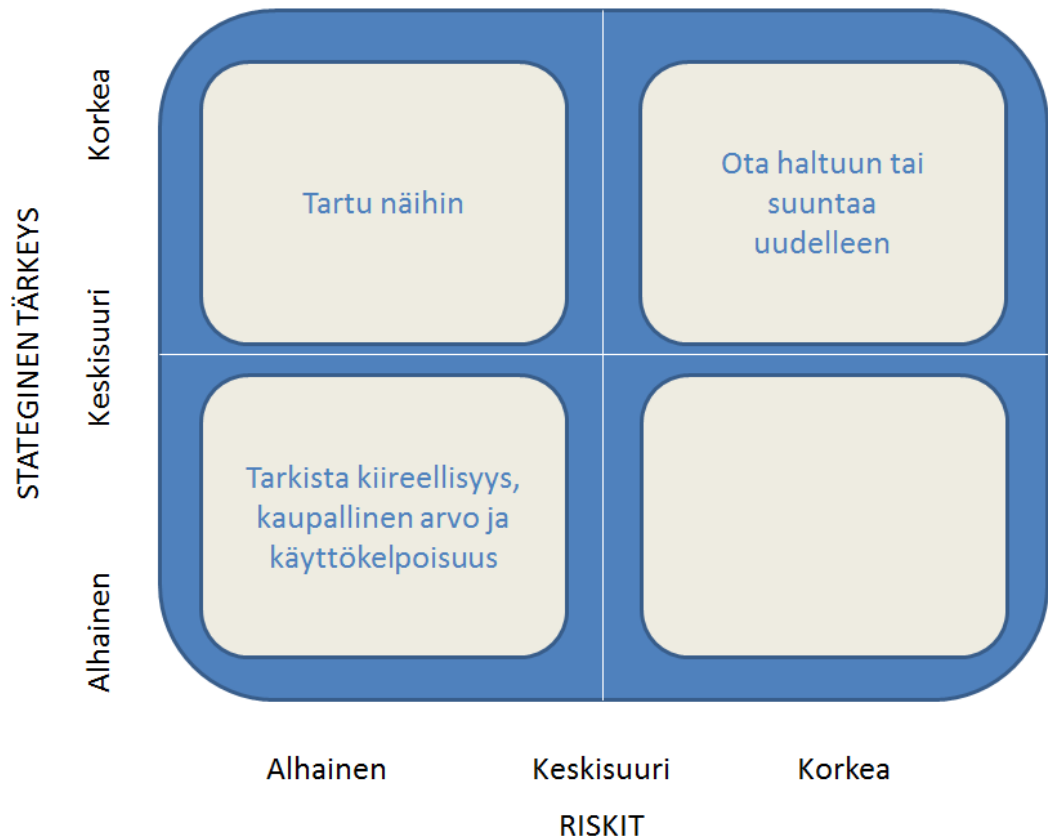 STATEGINEN TÄRKEYS
Korkea
Keskisuuri
Alhainen
Tartu näihin
Ota haltuun tai
suuntaa
uudelleen
Tarkista kiireellisyys,
kaupallinen arvo ja
käyttökelpoisuus
Alhainen
Keskisuuri
Korkea
RISKIT